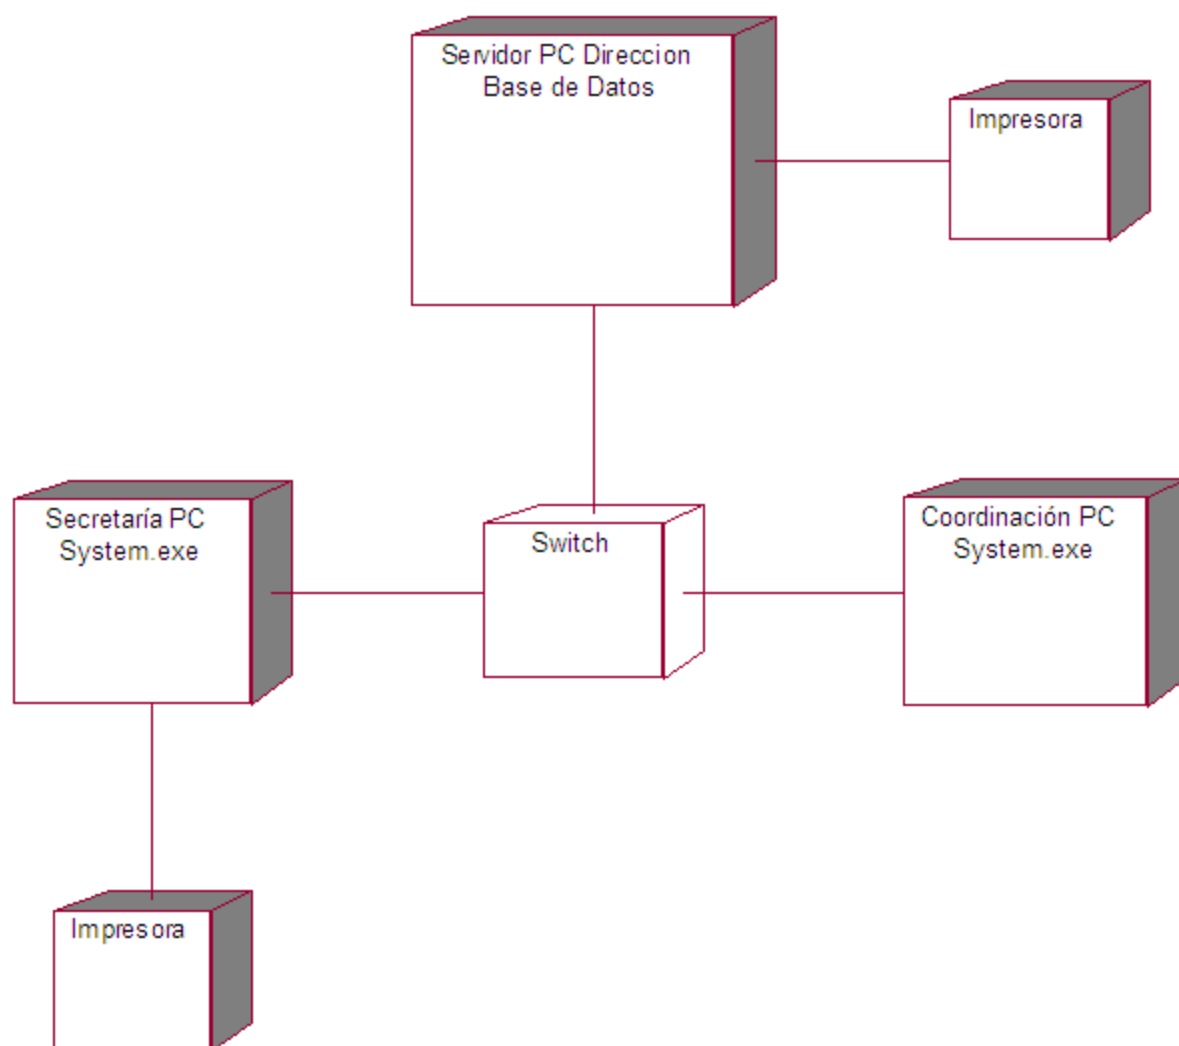 Servidor PC Direccion
Base de Datos
Impresora
Secretaría PC
System.exe
Switch
Coordinación PC
System.exe
Impresora